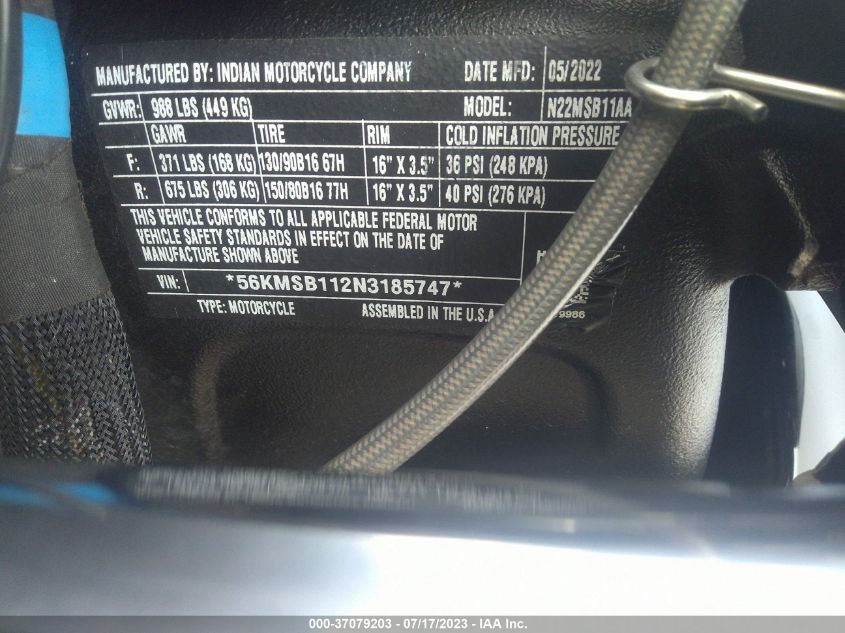 MANUFACTURED BY: INDIAN MOTORCYCLE COMPANY DATE MFD: 05/2022
GVWR: 988 LBS (449 KG) MODEL: N22MSB11AA
GAWR TIRE RIM COLD INFLATION PRESSURE
F: 371 LBS (168 KG) 130/90B16 67H 16" X 3.5" 36 PSI (248 KPA)
R: 675 LBS (306 KG) 150/80B16 77H 16" X 3.5" 40 PSI (276 KPA)
THIS VEHICLE CONFORMS TO ALL APPLICABLE FEDERAL MOTOR
VEHICLE SAFETY STANDARDS IN EFFECT ON THE DATE OF
MANUFACTURE SHOWN ABOVE
VIN: *56KMSB112N3185747*
TYPE: MOTORCYCLE ASSEMBLED IN THE U.S.A 9986
000-37079203 - 07/17/2023 - IAA Inc.